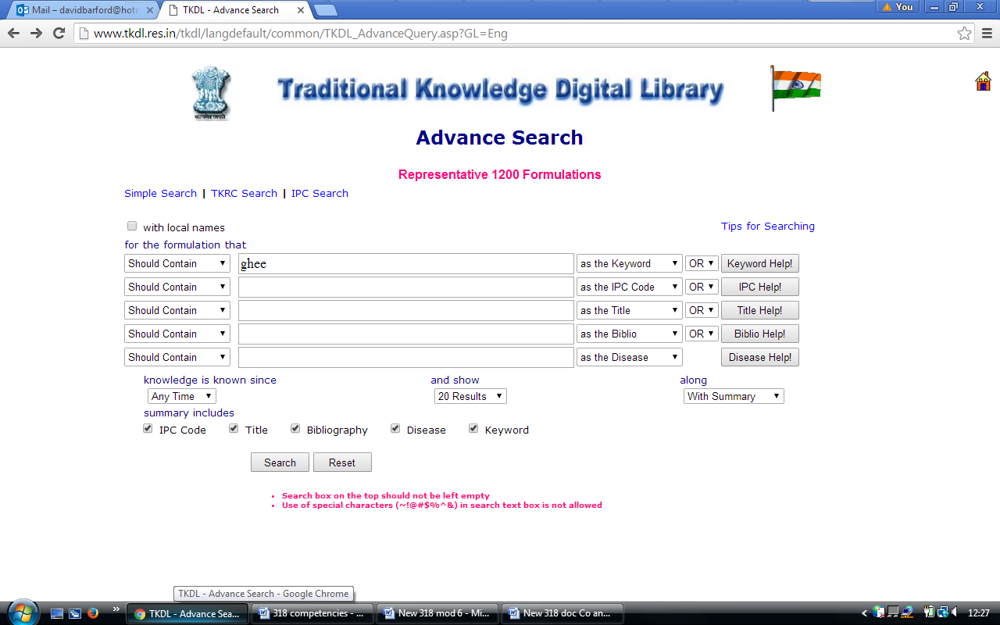 Mail – davidbarford@hotm
TKDL - Advance Search
You
www.tkdl.res.in/tkdl/langdefault/common/TKDL_AdvanceQuery.asp?GL=Eng
Traditional Knowledge Digital Library
सत्यमेव जयते
Advance Search
Representative 1200 Formulations
Simple Search | TKRC Search | IPC Search
with local names Tips for Searching
for the formulation that
Should Contain ghee as the Keyword OR Keyword Help!
Should Contain as the IPC Code OR IPC Help!
Should Contain as the Title OR Title Help!
Should Contain as the Biblio OR Biblio Help!
Should Contain as the Disease Disease Help!
knowledge is known since and show along
Any Time 20 Results With Summary
summary includes
IPC Code Title Bibliography Disease Keyword
Search Reset
• Search box on the top should not be left empty
• Use of special characters (~!@#$%^&) in search text box is not allowed
TKDL - Advance Search - Google Chrome
TKDL - Advance Sea... 318 competencies - ... New 318 mod 6 - Mi... New 318 doc Co an... 12:27